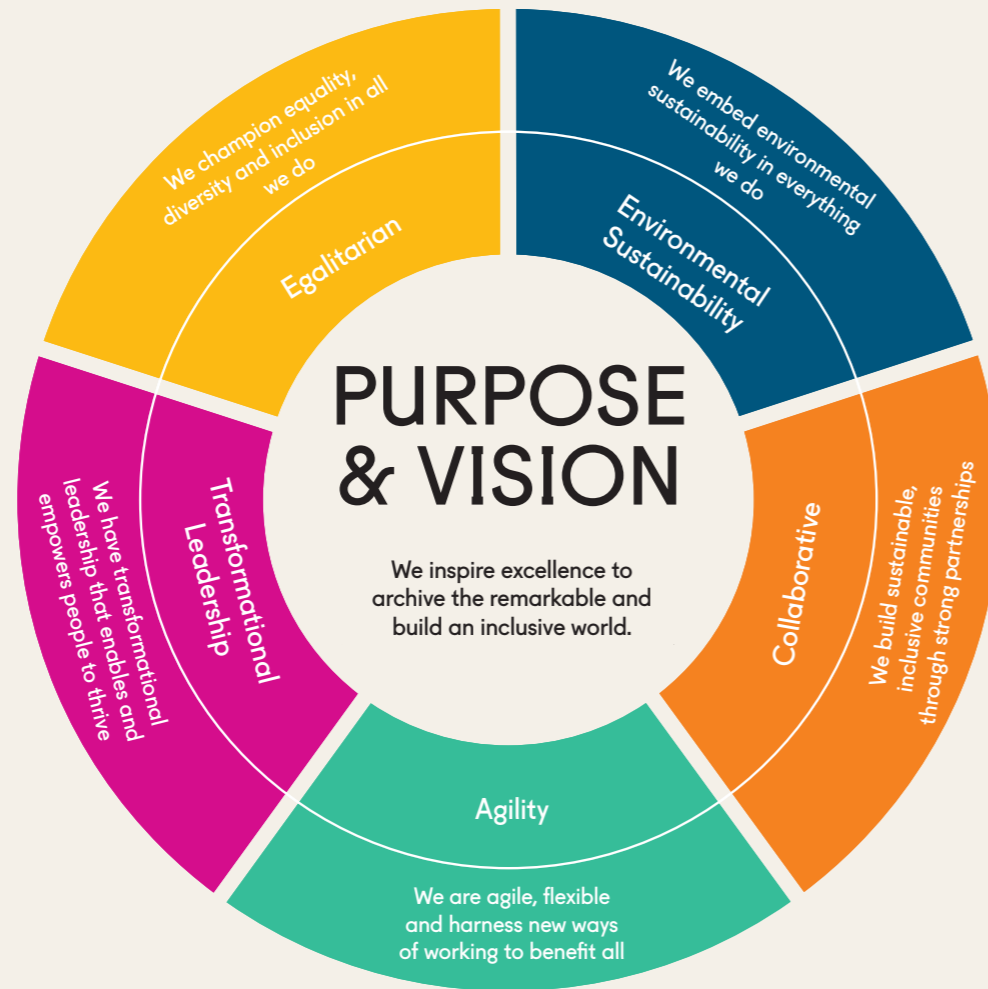 PURPOSE
& VISION
We inspire excellence to
archive the remarkable and
build an inclusive world.
We embed environmental
sustainability in everything
we do
Environmental
Sustainability
We build sustainable,
inclusive communities
through strong partnerships
Collaborative
Agility
We are agile, flexible
and harness new ways
of working to benefit all
We have transformational
leadership that enables and
empowers people to thrive
Transformational
Leadership
We champion equality,
diversity and inclusion in all
we do
Egalitarian